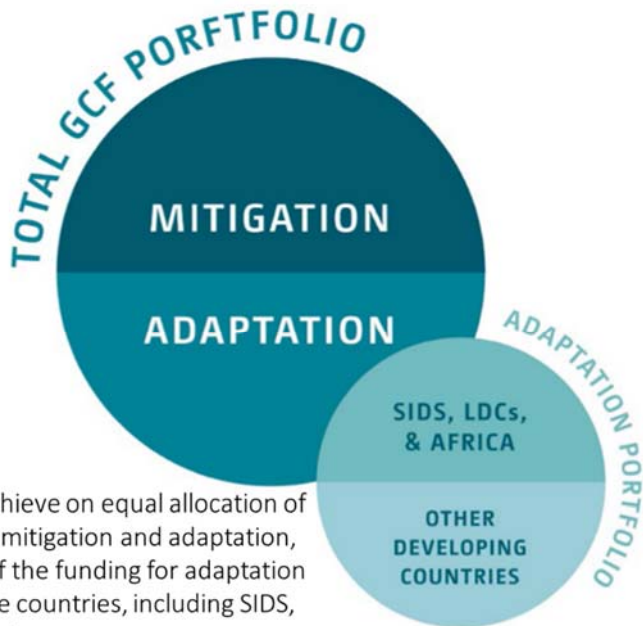 TOTAL GCF PORFTFOLIO
MITIGATION
ADAPTATION
ADAPTATION PORTFOLIO
SIDS, LDCs,
& AFRICA
OTHER
DEVELOPING
COUNTRIES
chieve on equal allocation of
mitigation and adaptation,
f the funding for adaptation
e countries, including SIDS,